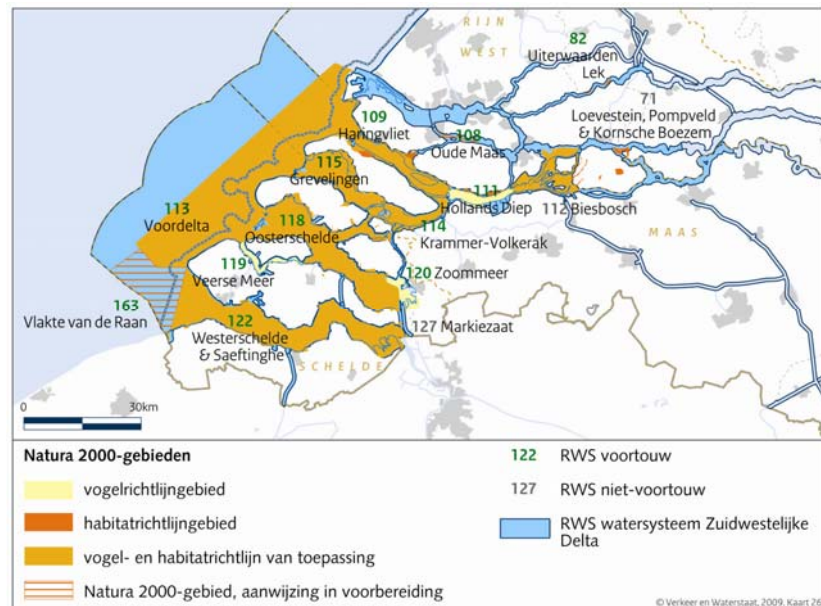 RIJN
WEST
82
Uiterwaarden
Lek
71
Loevestein, Pompveld
& Kornsche Boezem
109
Haringvliet
108
Oude Maas
115
Grevelingen
111
Hollands Diep
112 Biesbosch
113
Voordelta
118
Oosterschelde
114
Krammer-Volkerak
MAAS
119
Veerse Meer
120 Zoommeer
163
Vlakte van de Raan
122
Westerschelde
& Saeftinghe
127 Markiezaat
SCHELDE
0 30km
Natura 2000-gebieden
vogelrichtlijngebied
habitatrichtlijngebied
vogel- en habitatrichtlijn van toepassing
Natura 2000-gebied, aanwijzing in voorbereiding
122 RWS voortouw
127 RWS niet-voortouw
RWS watersysteem Zuidwestelijke
Delta
© Verkeer en Waterstaat, 2009. Kaart 26